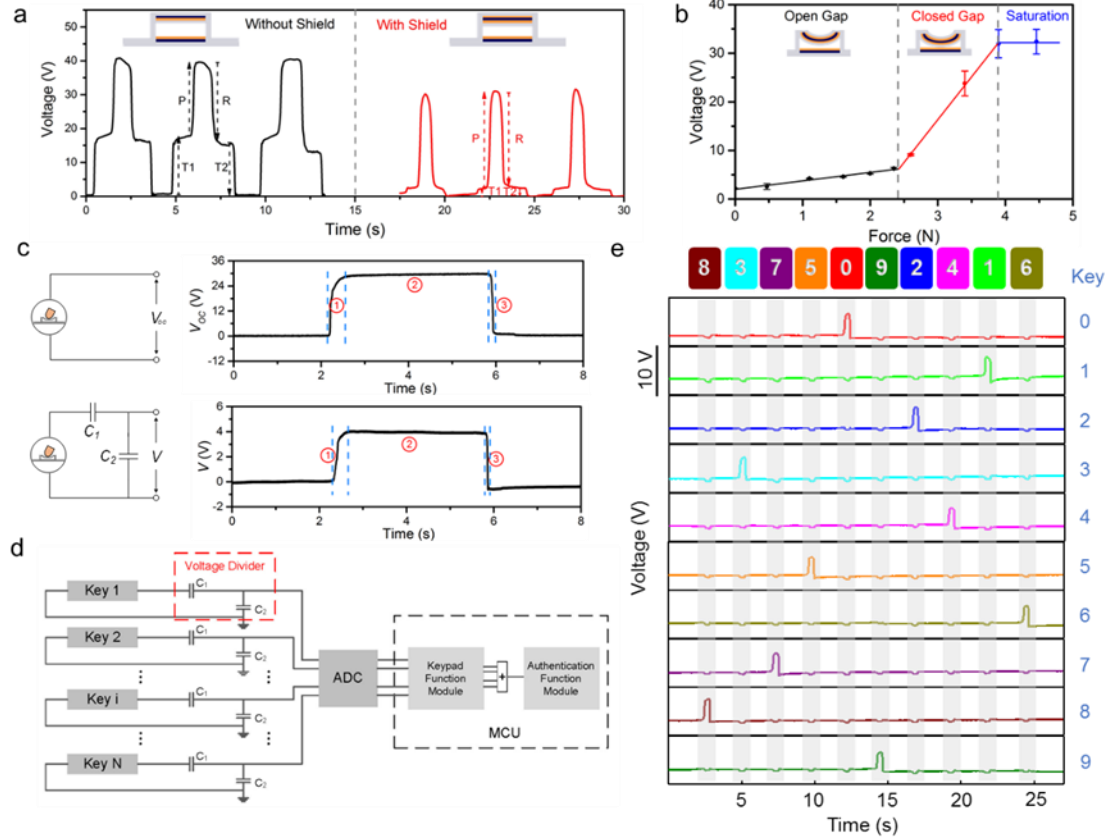 a
Without Shield
With Shield
Voltage (V)
50
40
30
20
10
0
P
R
T1
T2
P
R
T1
T2
0
5
10
15
20
25
30
Time (s)
b
Open Gap
Closed Gap
Saturation
Voltage (V)
40
30
20
10
0
0
1
2
3
4
5
Force (N)
c
Voc
Voc (V)
36
24
12
0
-12
①
②
③
0
2
4
6
8
Time (s)
C1
C2
V
V (V)
6
4
2
0
-2
①
②
③
0
2
4
6
8
Time (s)
d
Voltage Divider
Key 1
C1
C2
Key 2
C1
C2
Key i
C1
C2
Key N
C1
C2
ADC
Keypad
Function
Module
+
Authentication
Function
Module
MCU
e
8 3 7 5 0 9 2 4 1 6
Key
10 V
Voltage (V)
0
1
2
3
4
5
6
7
8
9
5
10
15
20
25
Time (s)